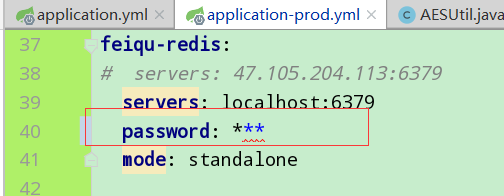 application.yml × application-prod.yml × AESUtil.java
37 feiqu-redis:
38 #  servers: 47.105.204.113:6379
39   servers: localhost:6379
40   password: ***
41   mode: standalone
42